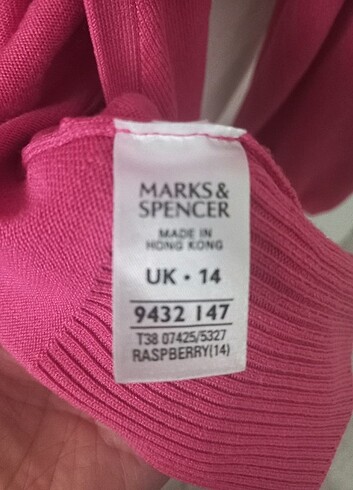 MARKS &
SPENCER
MADE IN
HONG KONG
UK • 14
9432 147
T38 07425/5327
RASPBERRY(14)